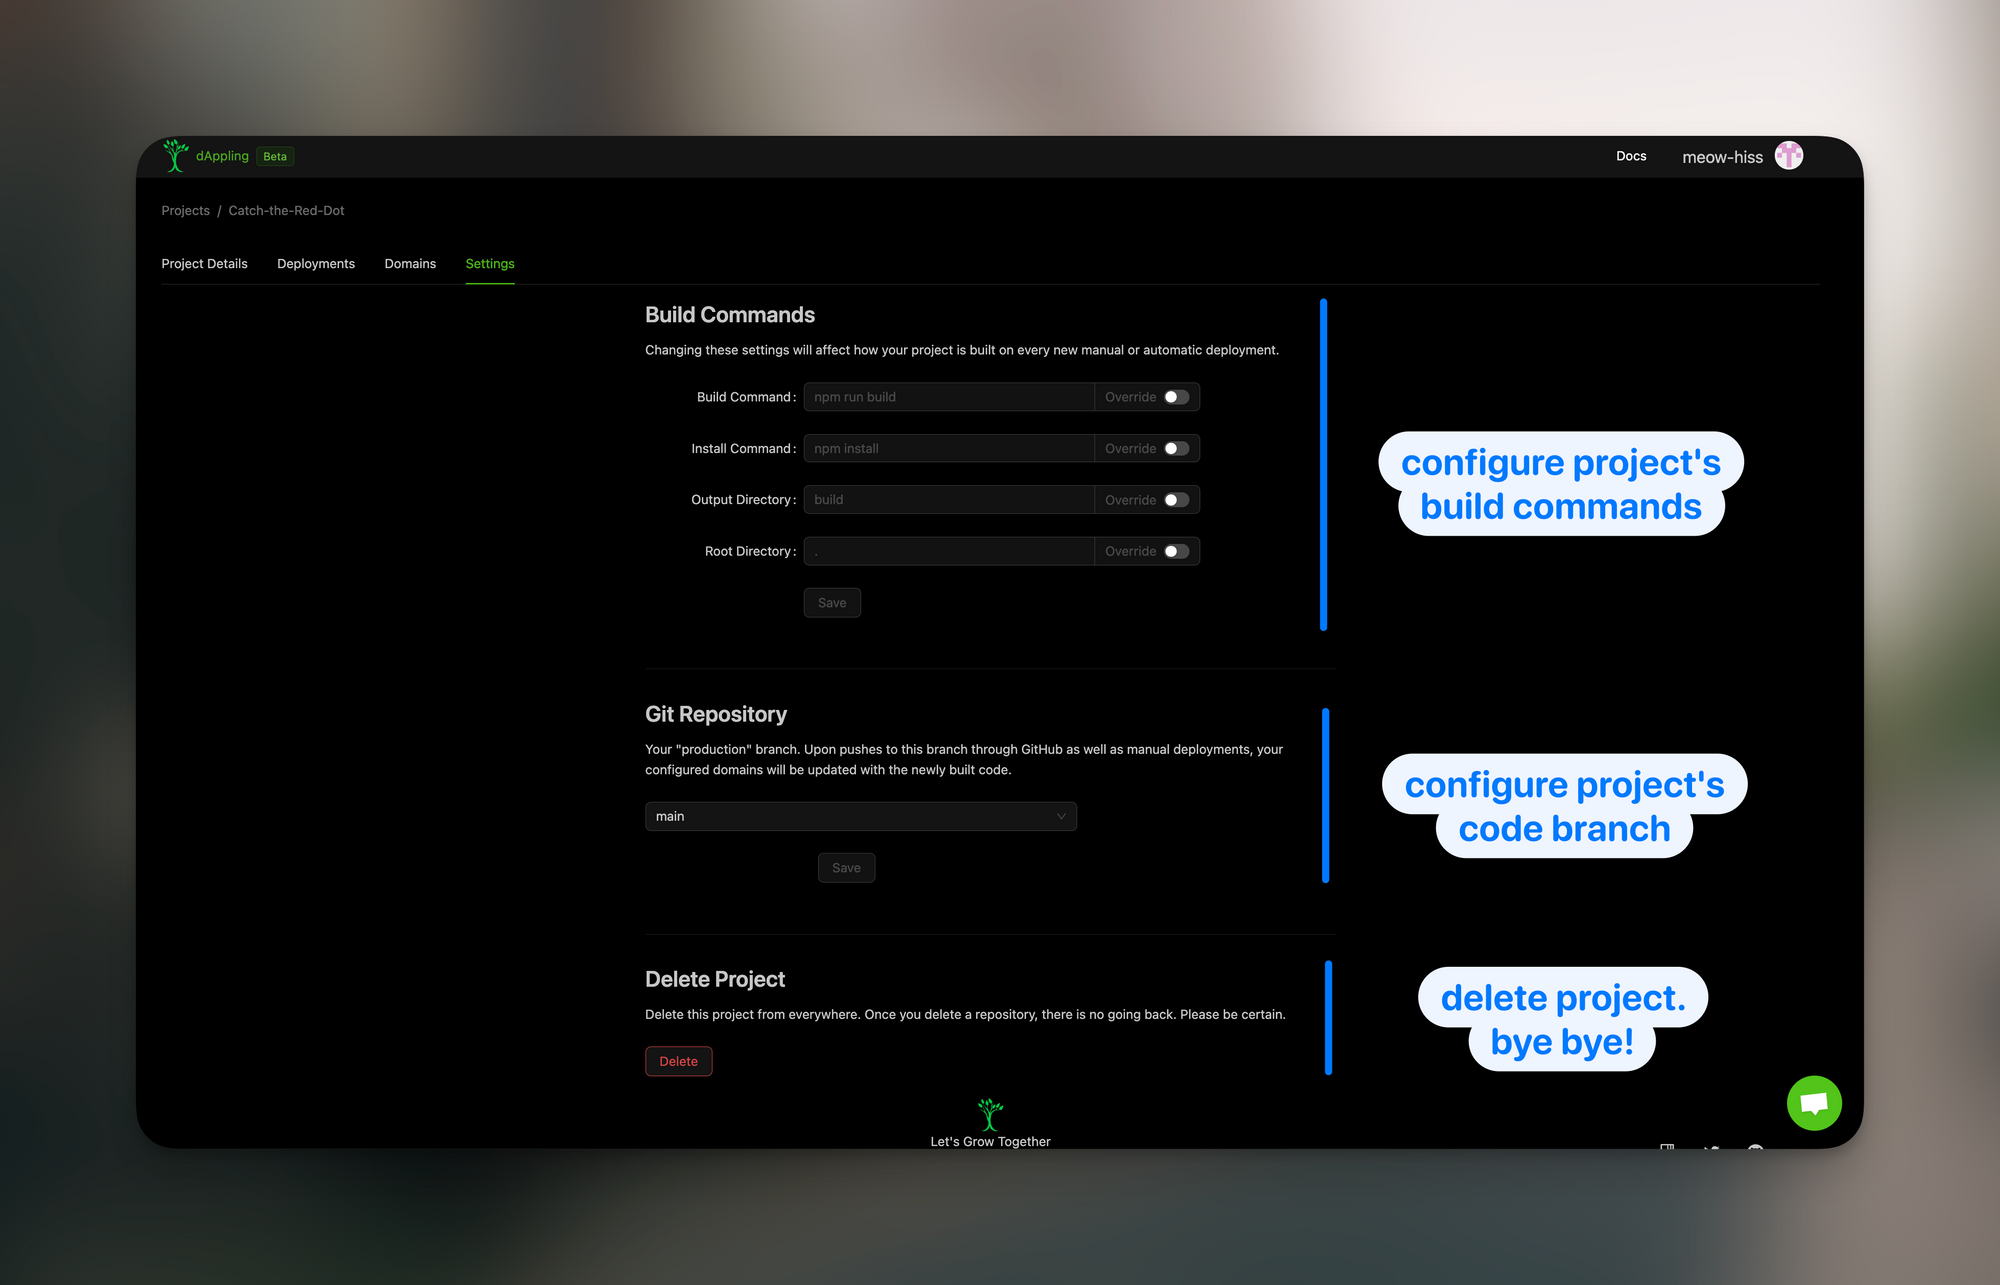 dAppling Beta
Docs
meow-hiss
Projects / Catch-the-Red-Dot
Project Details
Deployments
Domains
Settings
Build Commands
Changing these settings will affect how your project is built on every new manual or automatic deployment.
Build Command: npm run build Override
Install Command: npm install Override
Output Directory: build Override
Root Directory: . Override
Save
configure project's
build commands
Git Repository
Your "production" branch. Upon pushes to this branch through GitHub as well as manual deployments, your
configured domains will be updated with the newly built code.
main
Save
configure project's
code branch
Delete Project
Delete this project from everywhere. Once you delete a repository, there is no going back. Please be certain.
Delete
delete project.
bye bye!
Let's Grow Together